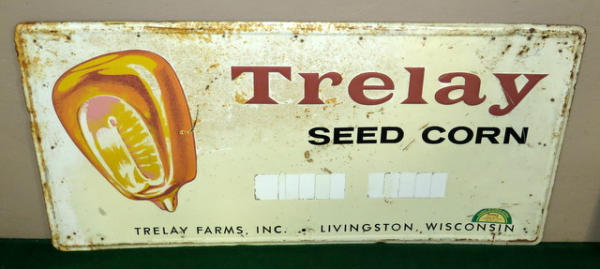 Trelay
SEED CORN
TRELAY FARMS, INC. • LIVINGSTON, WISCONSIN